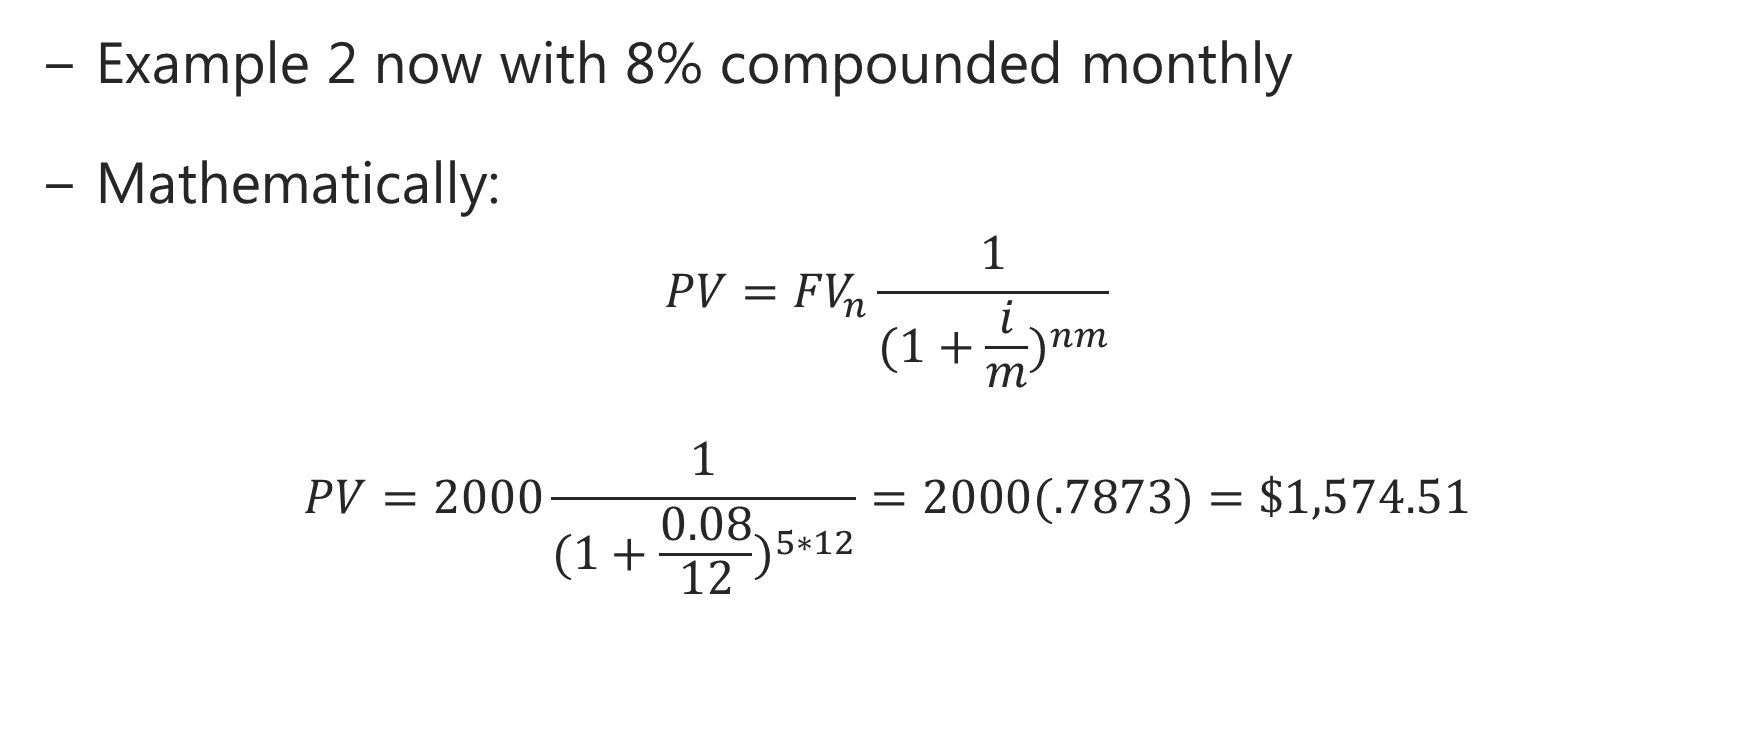 – Example 2 now with 8% compounded monthly
– Mathematically:
PV = FVₙ 1 / (1 + i/m)^nm
PV = 2000 1 / (1 + 0.08/12)^5*12 = 2000(.7873) = $1,574.51